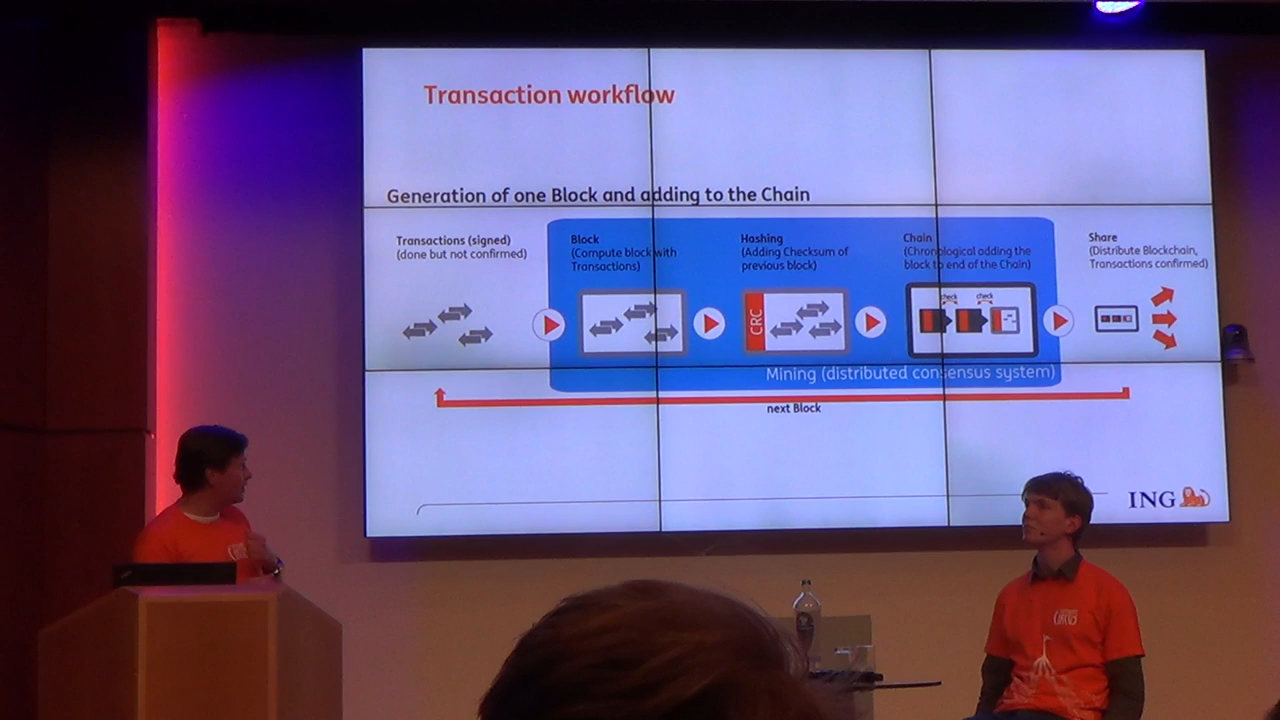 Transaction workflow
Generation of one Block and adding to the Chain
Transactions (signed)
(done but not confirmed)
Block
(Compute block with
Transactions)
Hashing
(Adding Checksum of
previous block)
Chain
(Chronological adding the
block to end of the Chain)
Share
(Distribute Blockchain,
Transactions confirmed)
CRC
check check
Mining (distributed consensus system)
next Block
ING